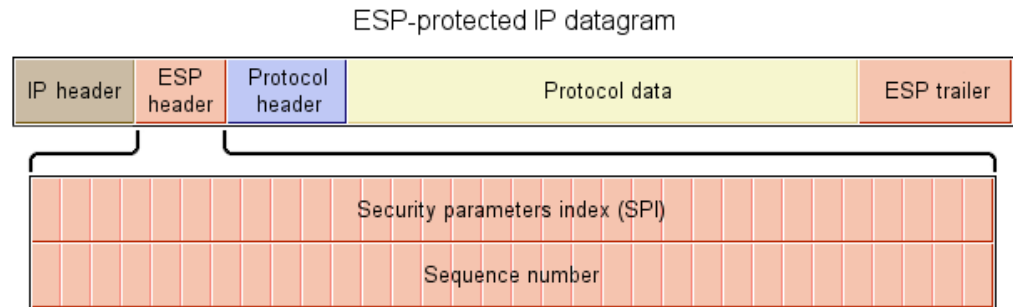 ESP-protected IP datagram
IP header
ESP
header
Protocol
header
Protocol data
ESP trailer
Security parameters index (SPI)
Sequence number